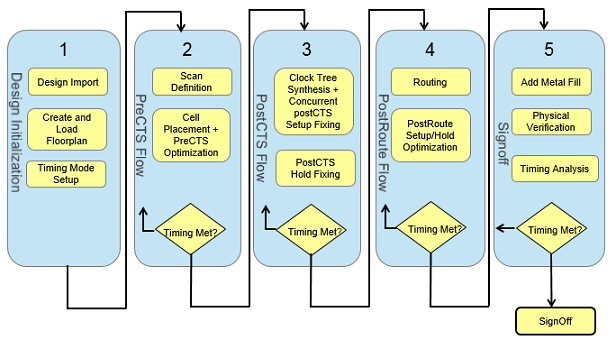 1
Design Initialization
Design Import
Create and
Load
Floorplan
Timing Mode
Setup
2
PreCTS Flow
Scan
Definition
Cell
Placement +
PreCTS
Optimization
Timing Met?
3
PostCTS Flow
Clock Tree
Synthesis +
Concurrent
postCTS
Setup Fixing
PostCTS
Hold Fixing
Timing Met?
4
PostRoute Flow
Routing
PostRoute
Setup/Hold
Optimization
Timing Met?
5
Signoff
Add Metal Fill
Physical
Verification
Timing Analysis
Timing Met?
SignOff